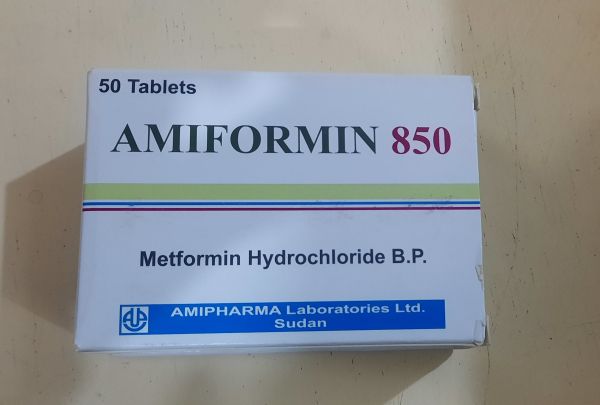 50 Tablets
AMIFORMIN 850
Metformin Hydrochloride B.P.
AMIPHARMA Laboratories Ltd.
Sudan